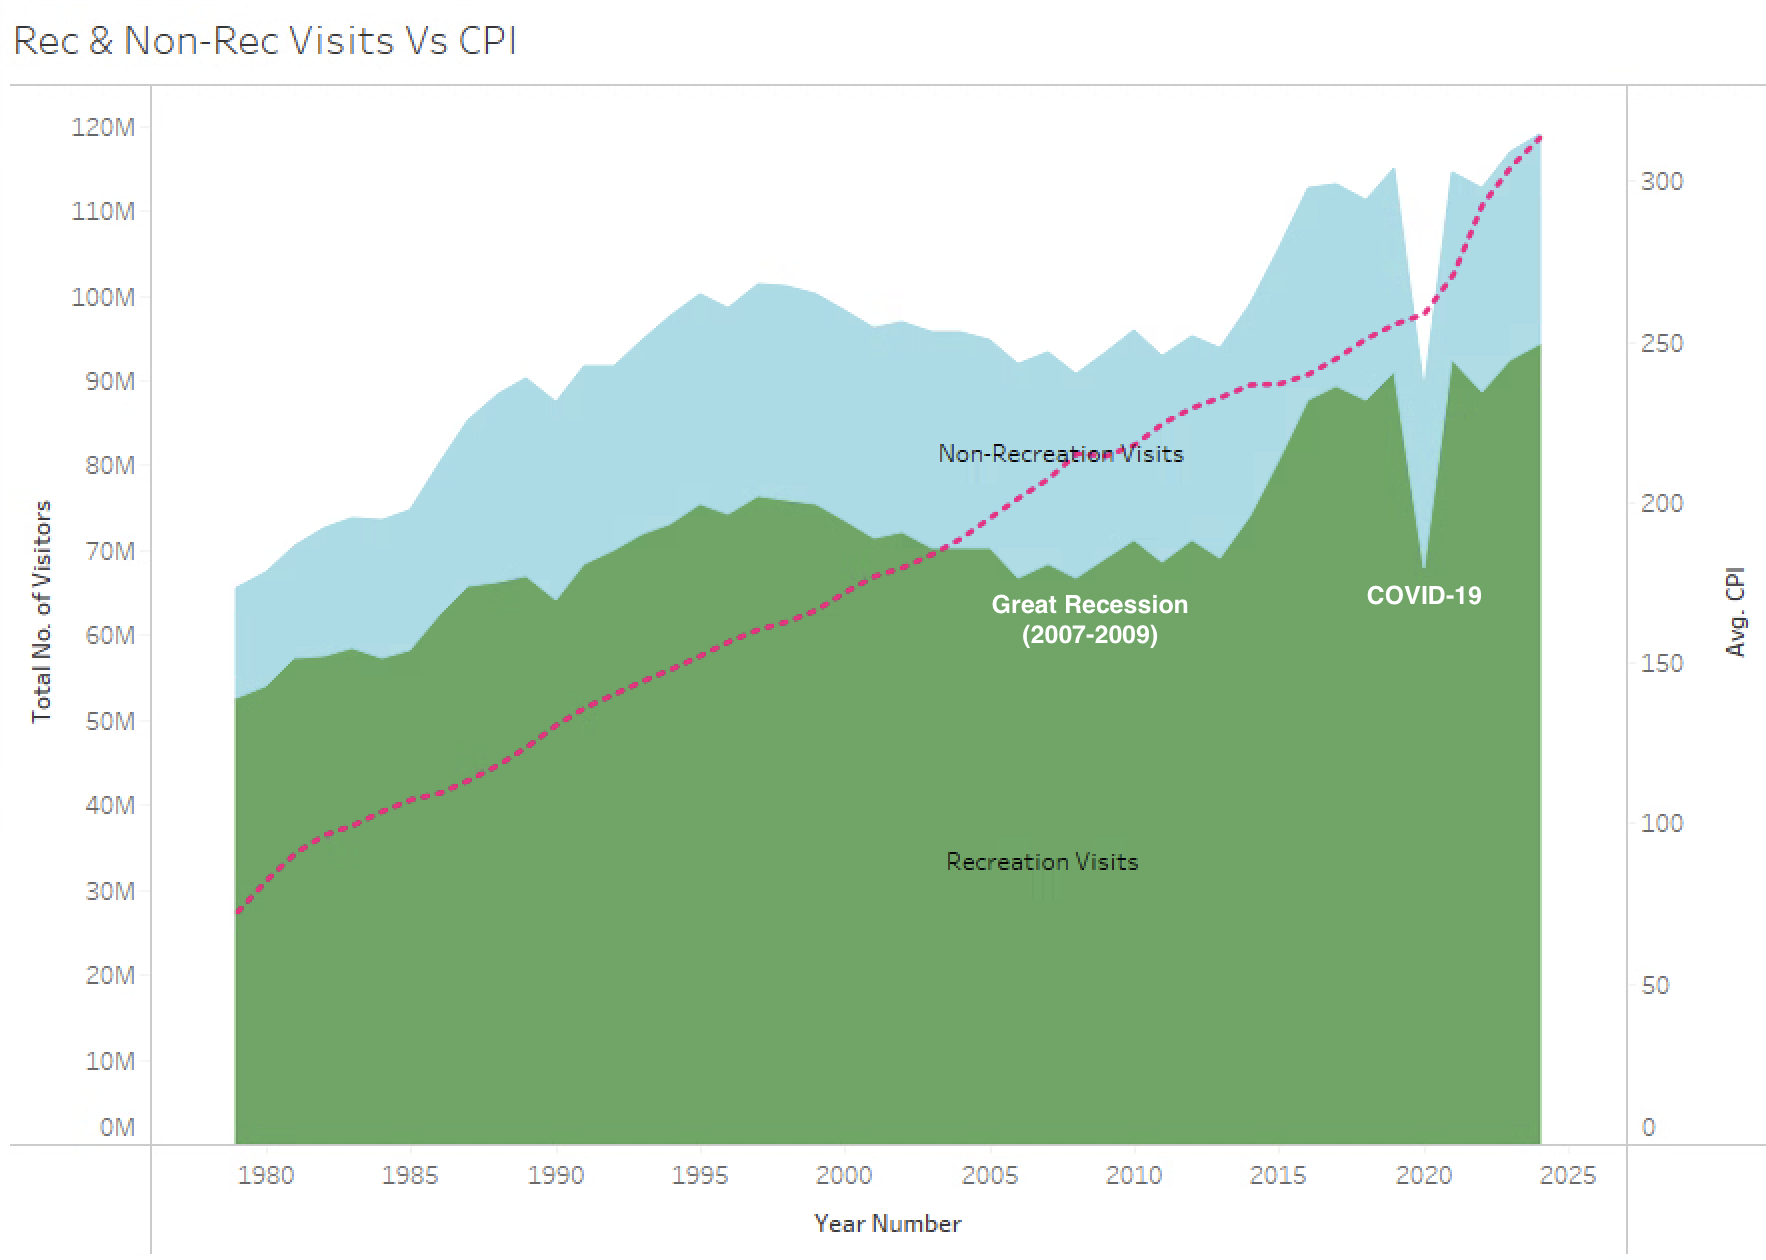 Rec & Non-Rec Visits Vs CPI
120M
110M
100M
90M
80M
70M
60M
50M
40M
30M
20M
10M
0M
Total No. of Visitors
Non-Recreation Visits
Great Recession
(2007-2009)
COVID-19
Recreation Visits
300
250
200
150
100
50
0
Avg. CPI
1980 1985 1990 1995 2000 2005 2010 2015 2020 2025
Year Number